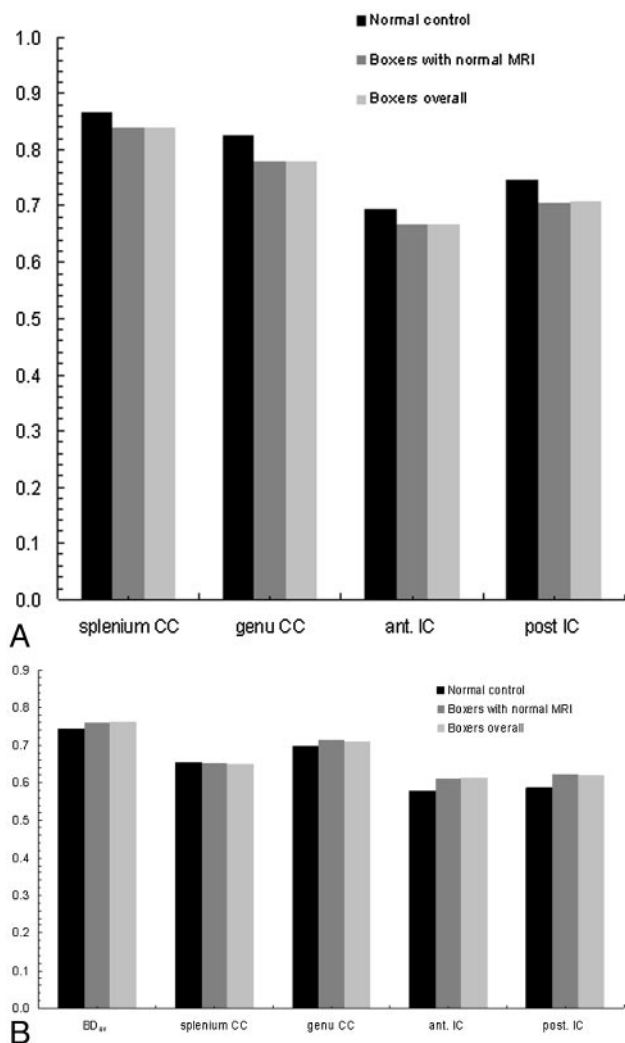 Normal control
Boxers with normal MRI
Boxers overall
1.0
0.9
0.8
0.7
0.6
0.5
0.4
0.3
0.2
0.1
0.0
splenium CC genu CC ant. IC post IC
A
Normal control
Boxers with normal MRI
Boxers overall
0.9
0.8
0.7
0.6
0.5
0.4
0.3
0.2
0.1
0.0
BD splenium CC genu CC ant. IC post. IC
B